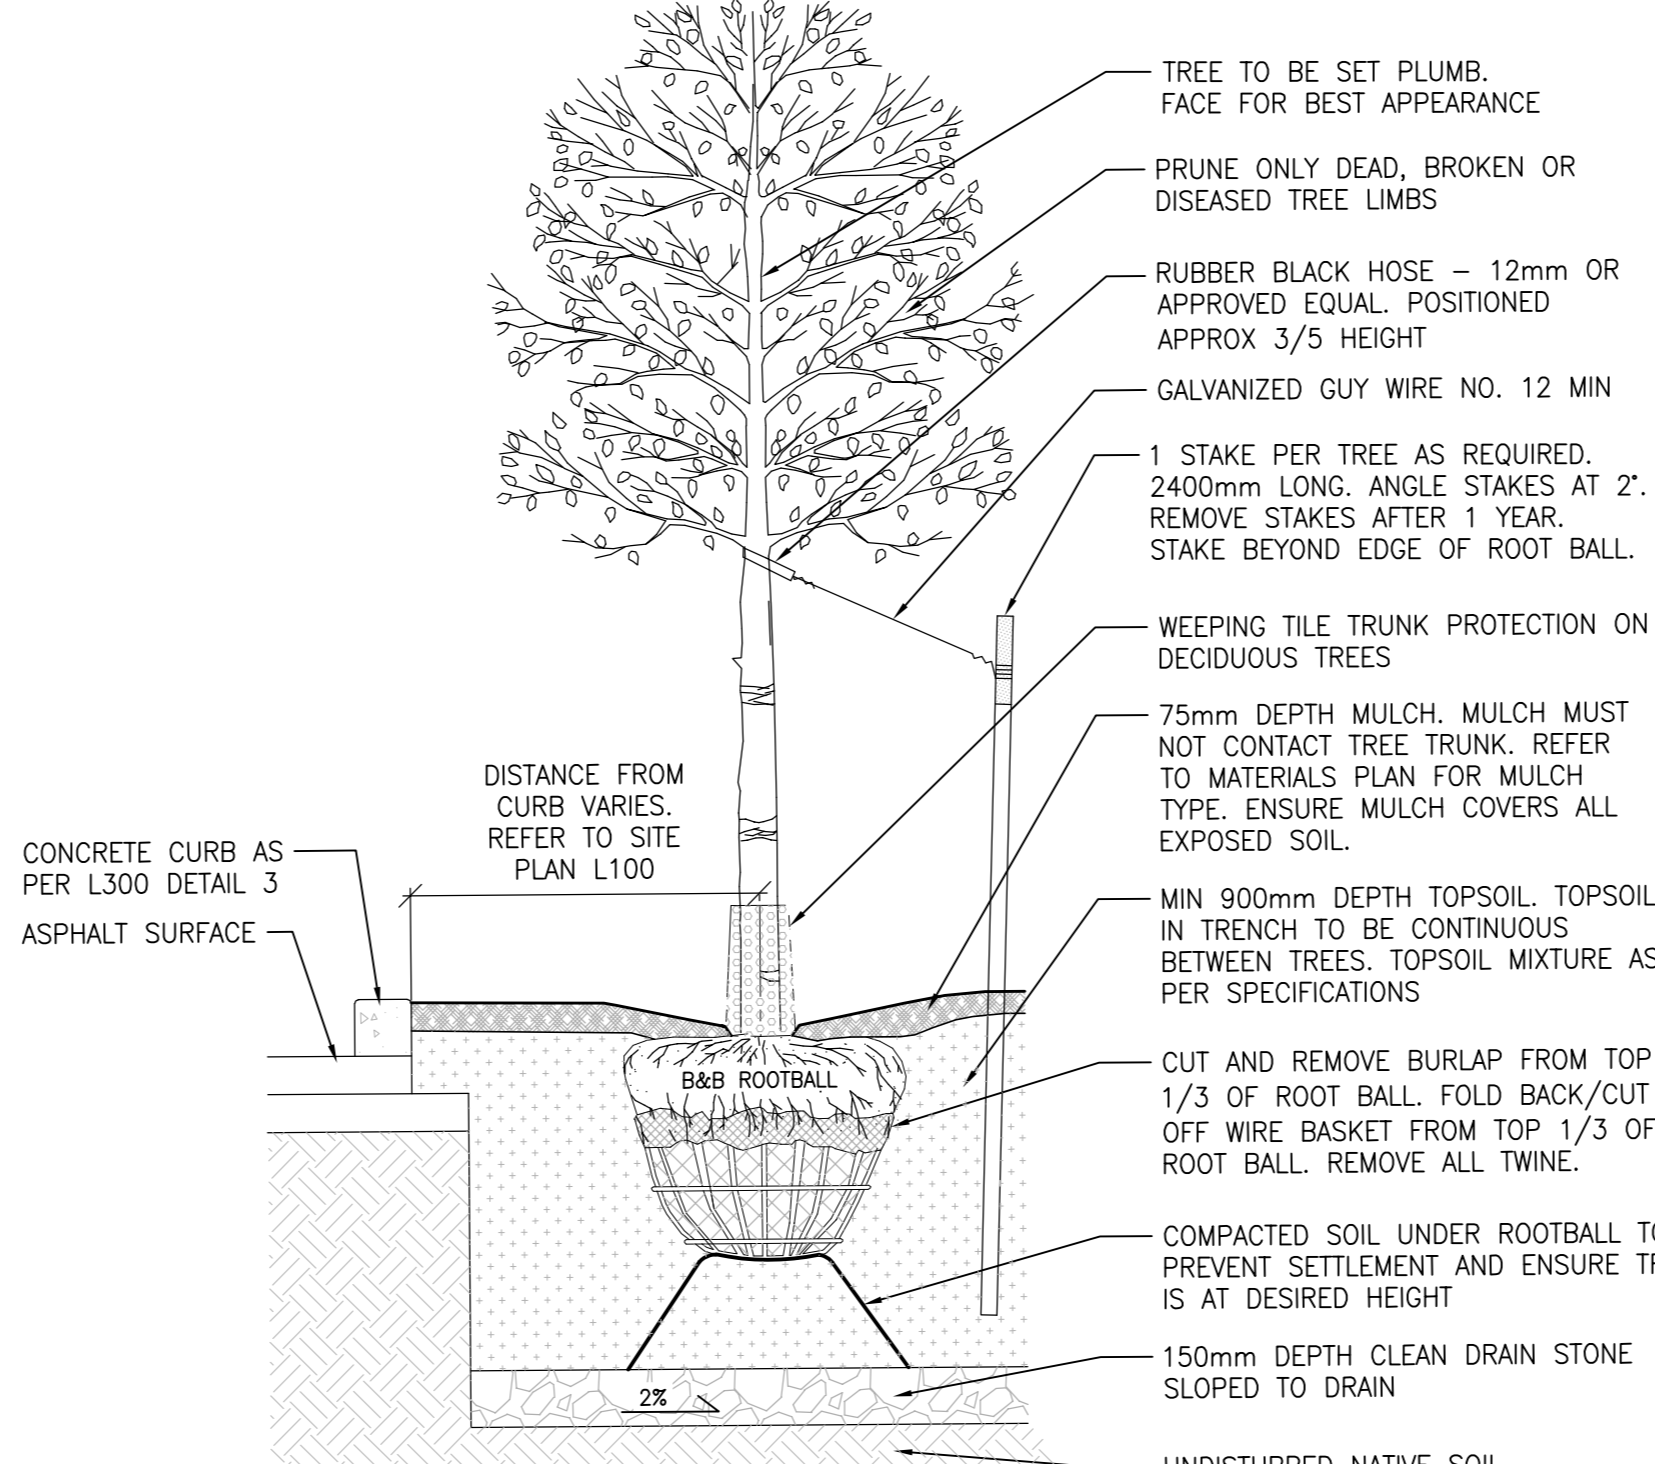 TREE TO BE SET PLUMB.
FACE FOR BEST APPEARANCE
PRUNE ONLY DEAD, BROKEN OR
DISEASED TREE LIMBS
RUBBER BLACK HOSE – 12mm OR
APPROVED EQUAL. POSITIONED
APPROX 3/5 HEIGHT
GALVANIZED GUY WIRE NO. 12 MIN
1 STAKE PER TREE AS REQUIRED.
2400mm LONG. ANGLE STAKES AT 2°.
REMOVE STAKES AFTER 1 YEAR.
STAKE BEYOND EDGE OF ROOT BALL.
WEEPING TILE TRUNK PROTECTION ON
DECIDUOUS TREES
75mm DEPTH MULCH. MULCH MUST
NOT CONTACT TREE TRUNK. REFER
TO MATERIALS PLAN FOR MULCH
TYPE. ENSURE MULCH COVERS ALL
EXPOSED SOIL.
DISTANCE FROM
CURB VARIES.
REFER TO SITE
PLAN L100
CONCRETE CURB AS
PER L300 DETAIL 3
ASPHALT SURFACE
MIN 900mm DEPTH TOPSOIL. TOPSOIL
IN TRENCH TO BE CONTINUOUS
BETWEEN TREES. TOPSOIL MIXTURE AS
PER SPECIFICATIONS
B&B ROOTBALL
CUT AND REMOVE BURLAP FROM TOP
1/3 OF ROOT BALL. FOLD BACK/CUT
OFF WIRE BASKET FROM TOP 1/3 OF
ROOT BALL. REMOVE ALL TWINE.
COMPACTED SOIL UNDER ROOTBALL TO
PREVENT SETTLEMENT AND ENSURE
IS AT DESIRED HEIGHT
150mm DEPTH CLEAN DRAIN STONE
SLOPED TO DRAIN
2%
UNDISTURBED NATIVE SOIL